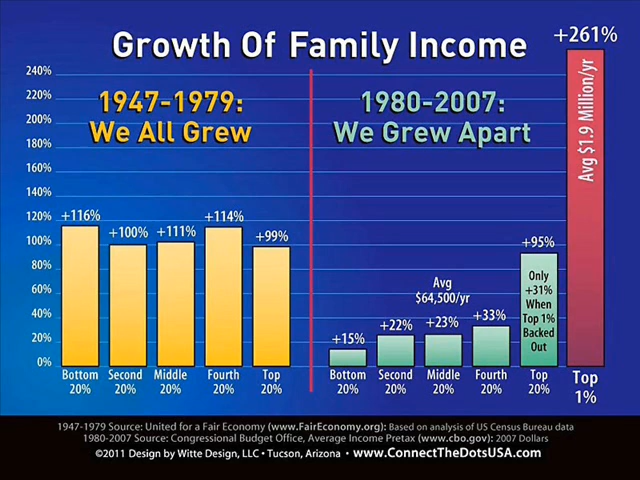 Growth Of Family Income
+261%
240%
220%
200%
180%
160%
140%
120%
100%
80%
60%
40%
20%
0%
1947-1979:
We All Grew
+116%
+100%
+111%
+114%
+99%
Bottom
20%
Second
20%
Middle
20%
Fourth
20%
Top
20%
1980-2007:
We Grew Apart
Avg
$64,500/yr
+15%
+22%
+23%
+33%
+95%
Only
+31%
When
Top 1%
Backed
Out
Avg $1.9 Million/yr
Bottom
20%
Second
20%
Middle
20%
Fourth
20%
Top
20%
Top
1%
1947-1979 Source: United for a Fair Economy (www.FairEconomy.org): Based on analysis of US Census Bureau data
1980-2007 Source: Congressional Budget Office, Average Income Pretax (www.cbo.gov): 2007 Dollars
©2011 Design by Witte Design, LLC • Tucson, Arizona • www.ConnectTheDotsUSA.com